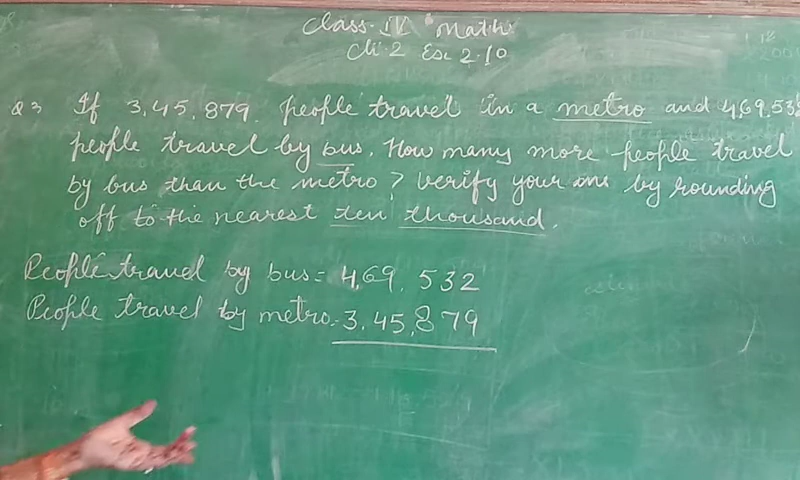 Class-IV Math
Ch-2 Ex 2.10
Q 3 If 3,45,879 people travel in a metro and 4,69,532
people travel by bus. How many more people travel
by bus than the metro? Verify your ans by rounding
off to the nearest ten thousand.
People travel by bus = 4,69,532
People travel by metro = 3,45,879